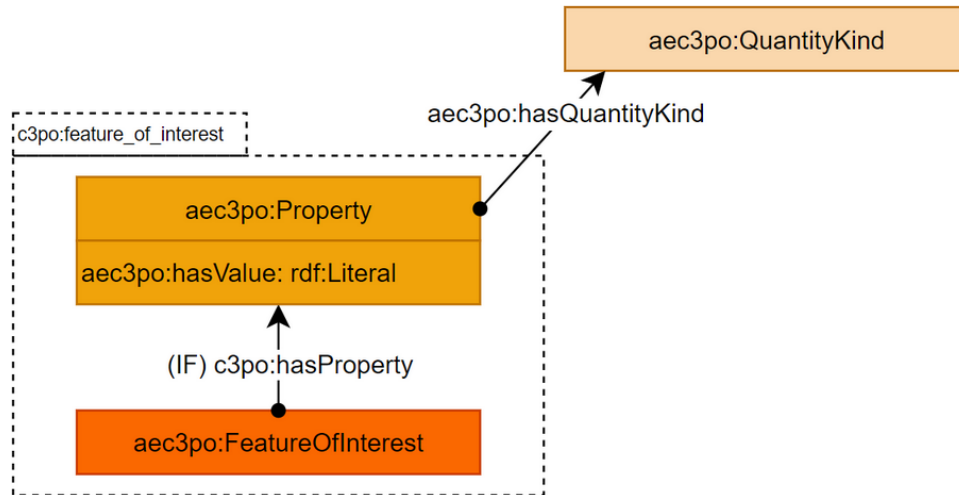 aec3po:QuantityKind
aec3po:hasQuantityKind
c3po:feature_of_interest
aec3po:Property
aec3po:hasValue: rdf:Literal
(IF) c3po:hasProperty
aec3po:FeatureOfInterest